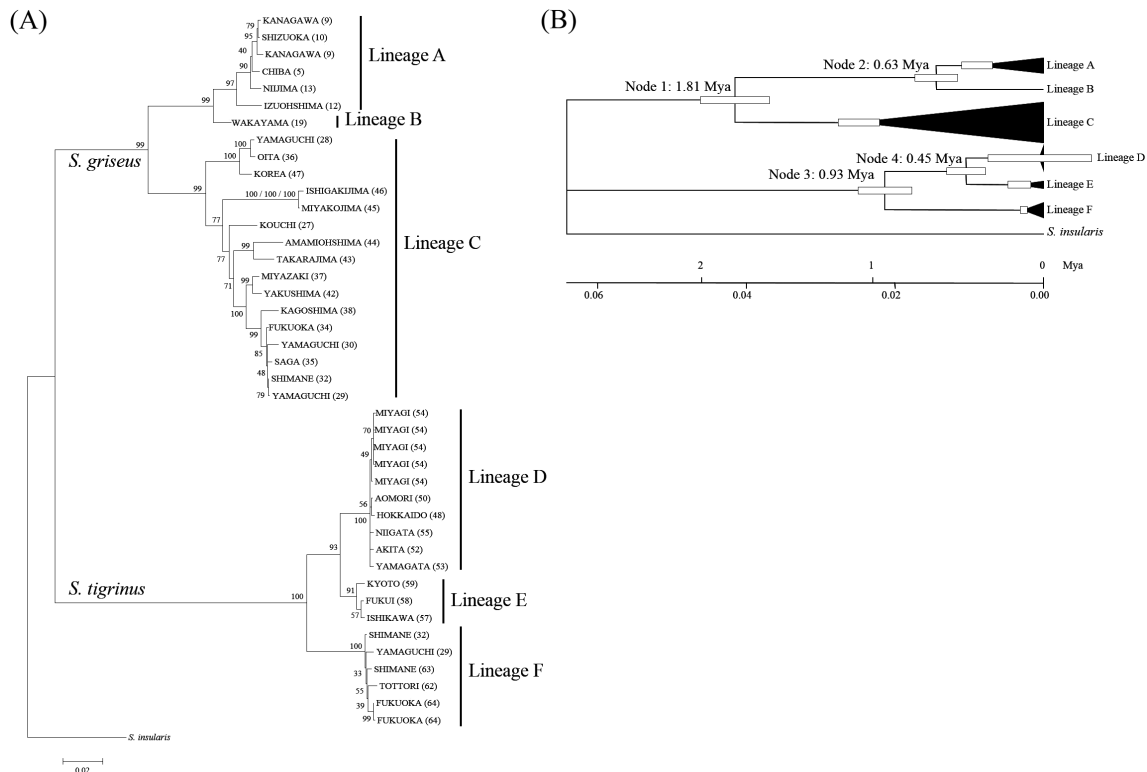 (A)
KANAGAWA (9)
79
SHIZUOKA (10)
95
KANAGAWA (9)
40
CHIBA (5)
90
NIIJIMA (13)
97
IZUOHSHIMA (12)
99
WAKAYAMA (19)
Lineage A
Lineage B
99
S. griseus
YAMAGUCHI (28)
100
OITA (36)
100
KOREA (47)
99
ISHIGAKIJIMA (46)
100 / 100 / 100
MIYAKOJIMA (45)
77
KOUCHI (27)
AMAMIOHSHIMA (44)
99
TAKARAJIMA (43)
77
MIYAZAKI (37)
99
71
YAKUSHIMA (42)
100
KAGOSHIMA (38)
FUKUOKA (34)
99
YAMAGUCHI (30)
85
SAGA (35)
48
SHIMANE (32)
79
YAMAGUCHI (29)
Lineage C
MIYAGI (54)
70
MIYAGI (54)
MIYAGI (54)
49
MIYAGI (54)
MIYAGI (54)
AOMORI (50)
56
HOKKAIDO (48)
100
NIIGATA (55)
AKITA (52)
YAMAGATA (53)
Lineage D
93
S. tigrinus
100
KYOTO (59)
91
FUKUI (58)
57
ISHIKAWA (57)
Lineage E
SHIMANE (32)
100
YAMAGUCHI (29)
SHIMANE (63)
33
TOTTORI (62)
55
FUKUOKA (64)
39
FUKUOKA (64)
99
Lineage F
S. insularis
0.02
(B)
Node 2: 0.63 Mya
Lineage A
Node 1: 1.81 Mya
Lineage B
Lineage C
Node 4: 0.45 Mya
Lineage D
Node 3: 0.93 Mya
Lineage E
Lineage F
S. insularis
2 1 0 Mya
0.06 0.04 0.02 0.00